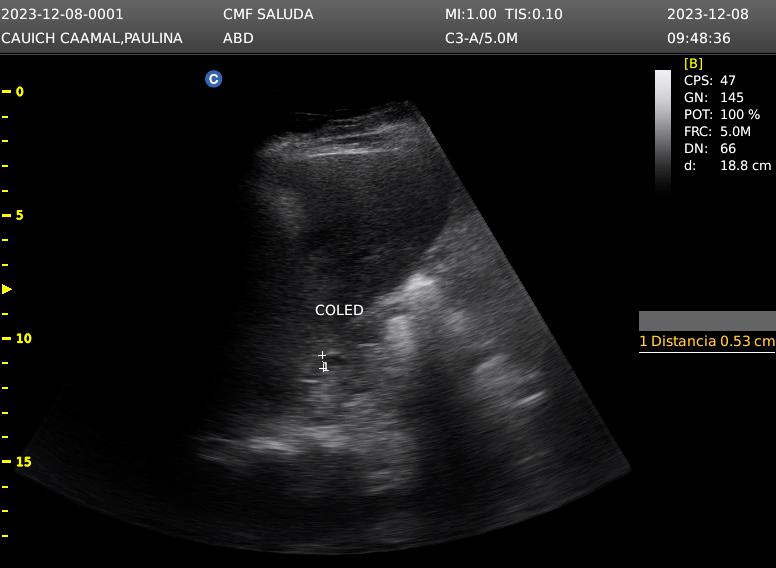 2023-12-08-0001 CMF SALUDA MI:1.00 TIS:0.10 2023-12-08
CAUICH CAAMAL,PAULINA ABD C3-A/5.0M 09:48:36
C
[B]
CPS: 47
GN: 145
POT: 100 %
FRC: 5.0M
DN: 66
d: 18.8 cm
0
5
10
15
COLED
1
1 Distancia 0.53 cm